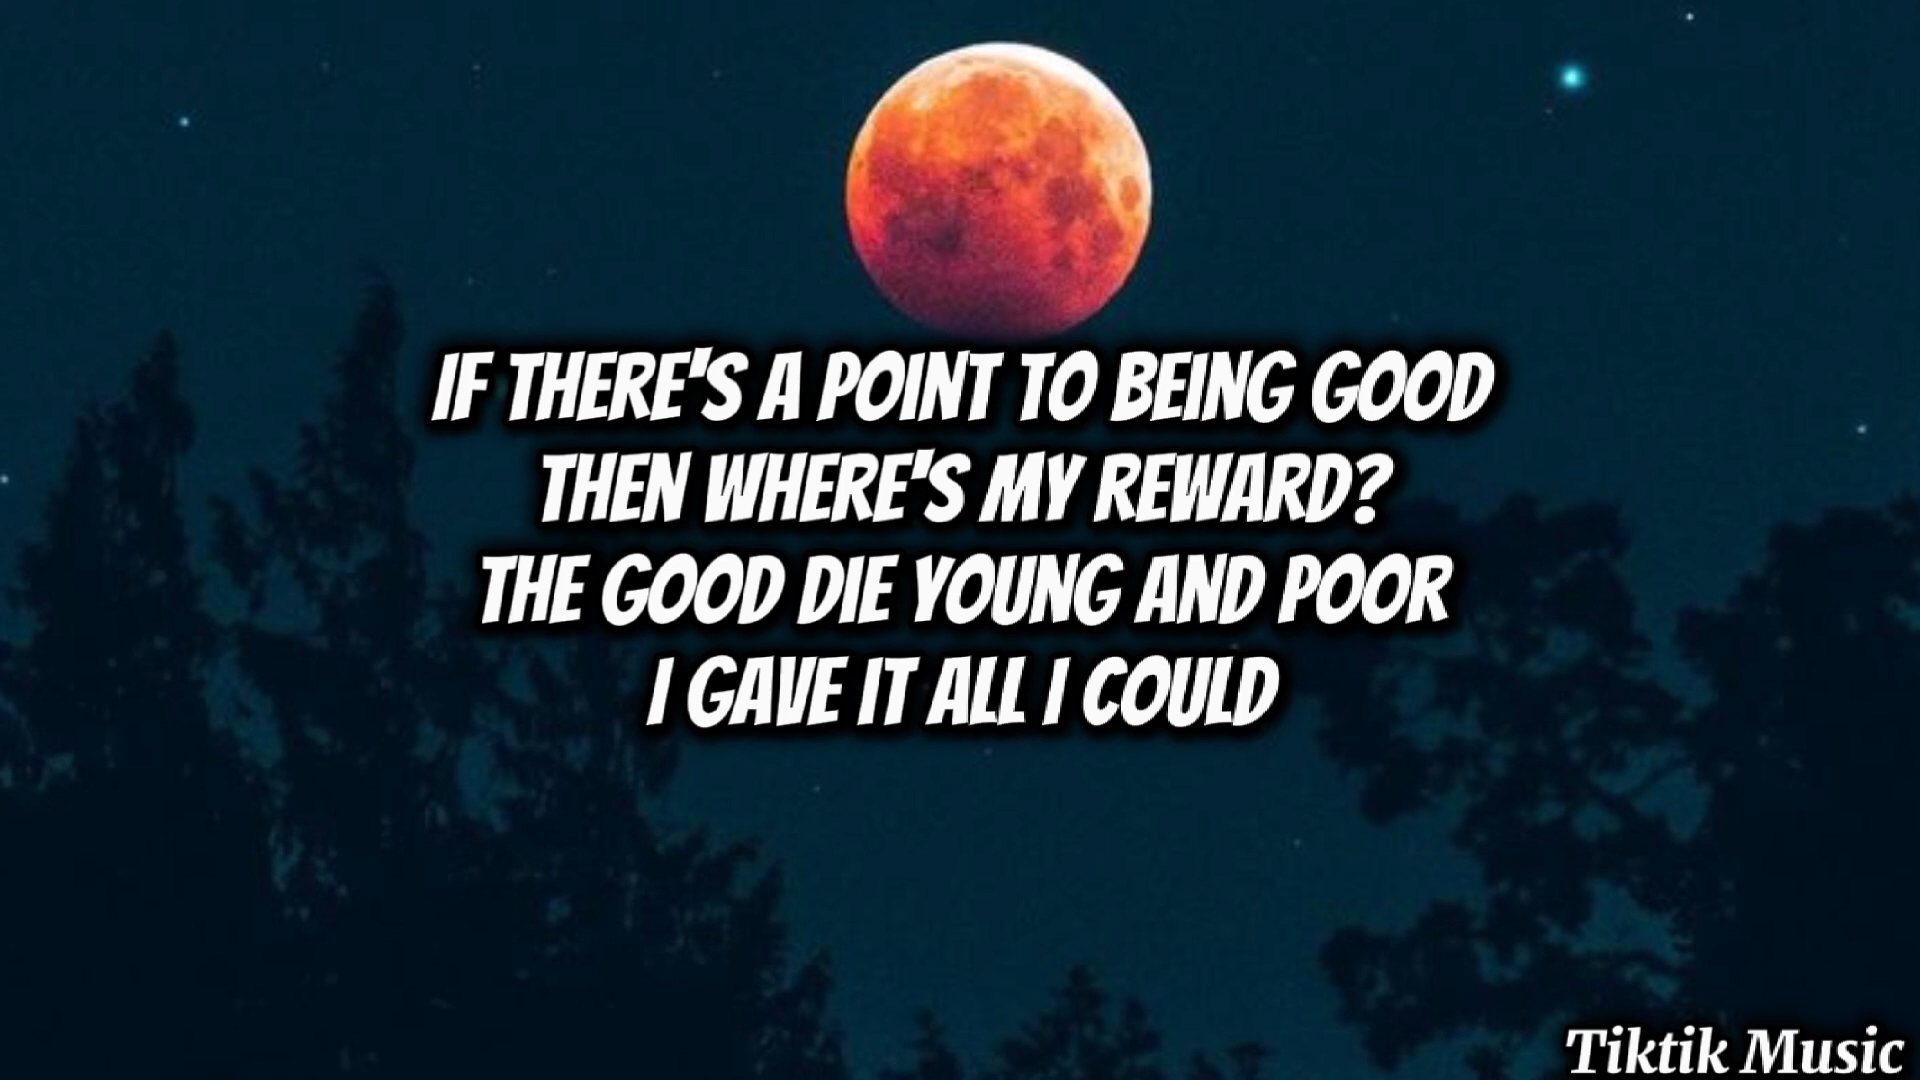 IF THERE'S A POINT TO BEING GOOD
THEN WHERE'S MY REWARD?
THE GOOD DIE YOUNG AND POOR
I GAVE IT ALL I COULD
Tiktik Music